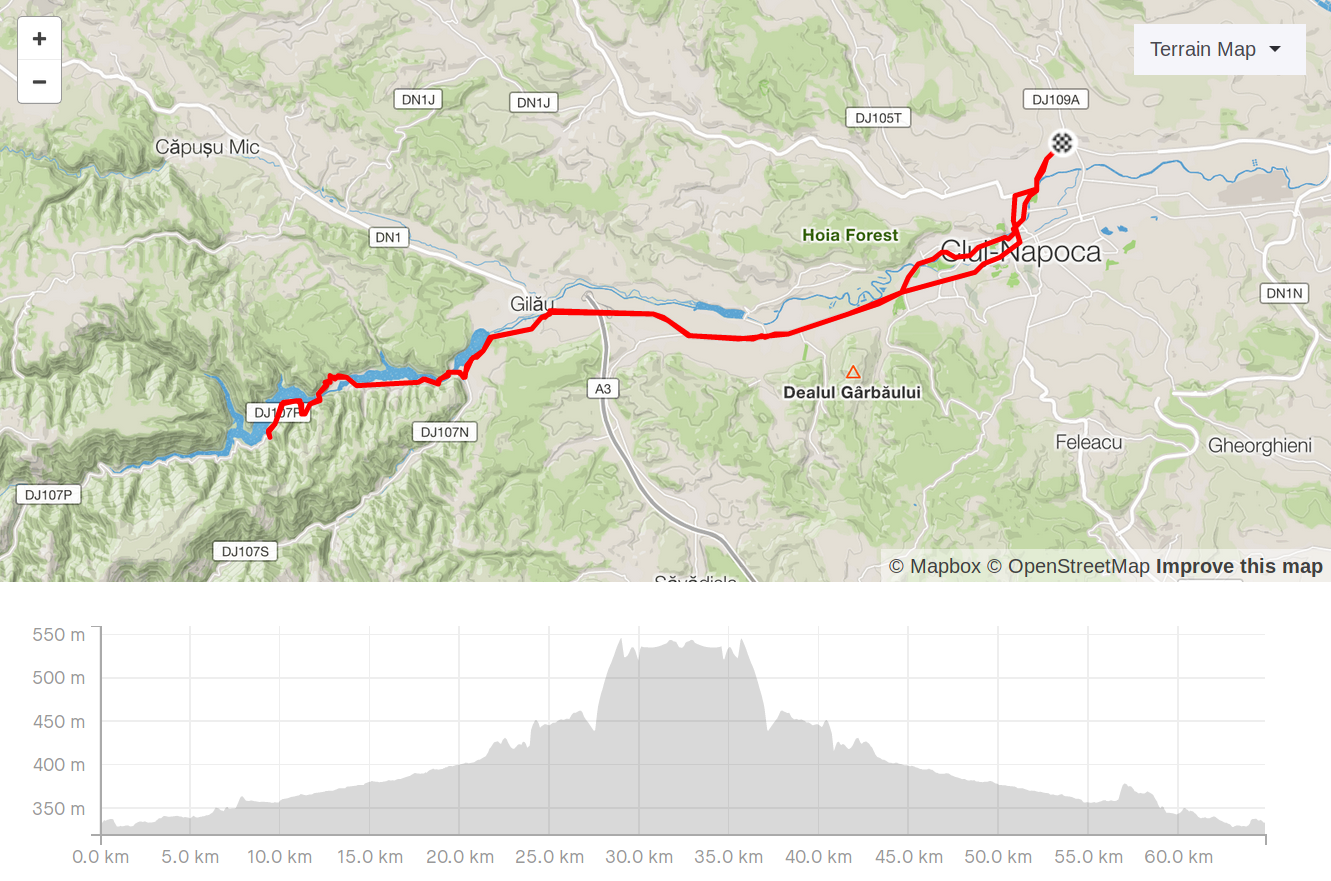 +
−
Terrain Map
DN1J
DN1J
DJ109A
DJ105T
Căpușu Mic
DN1
Hoia Forest
Cluj-Napoca
DN1N
Gilău
A3
Dealul Gârbăului
DJ107P
DJ107N
Feleacu
Gheorghieni
DJ107P
DJ107S
© Mapbox © OpenStreetMap Improve this map
550 m
500 m
450 m
400 m
350 m
0.0 km 5.0 km 10.0 km 15.0 km 20.0 km 25.0 km 30.0 km 35.0 km 40.0 km 45.0 km 50.0 km 55.0 km 60.0 km